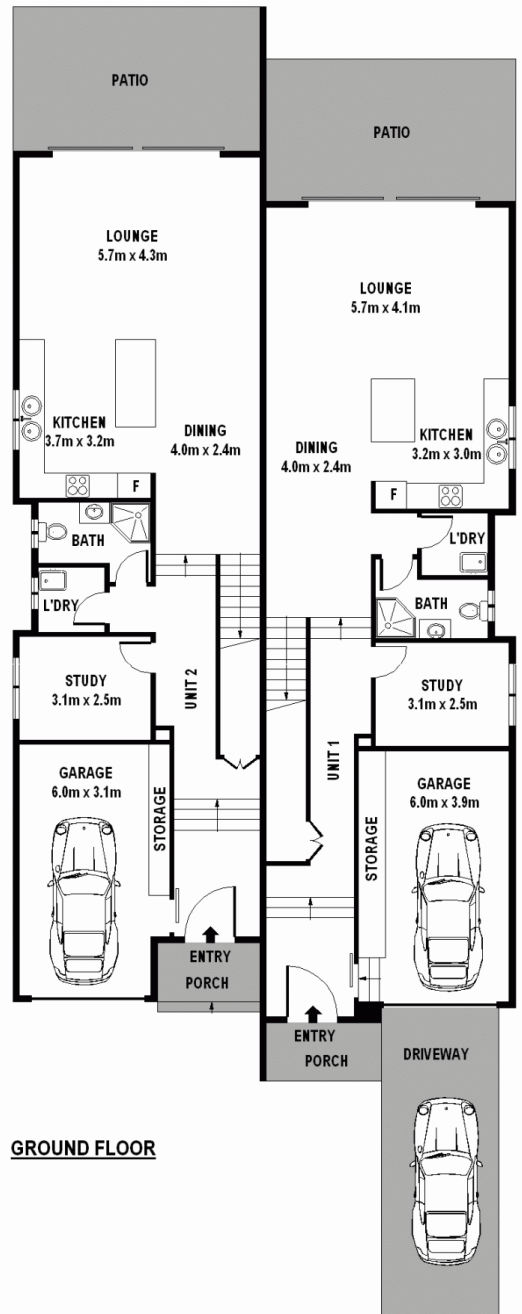 PATIO
LOUNGE
5.7m x 4.3m
KITCHEN
3.7m x 3.2m
DINING
4.0m x 2.4m
F
BATH
L'DRY
STUDY
3.1m x 2.5m
UNIT 2
GARAGE
6.0m x 3.1m
STORAGE
ENTRY
PORCH
PATIO
LOUNGE
5.7m x 4.1m
DINING
4.0m x 2.4m
KITCHEN
3.2m x 3.0m
F
L'DRY
BATH
STUDY
3.1m x 2.5m
UNIT 1
GARAGE
6.0m x 3.9m
STORAGE
ENTRY
PORCH
DRIVEWAY
GROUND FLOOR